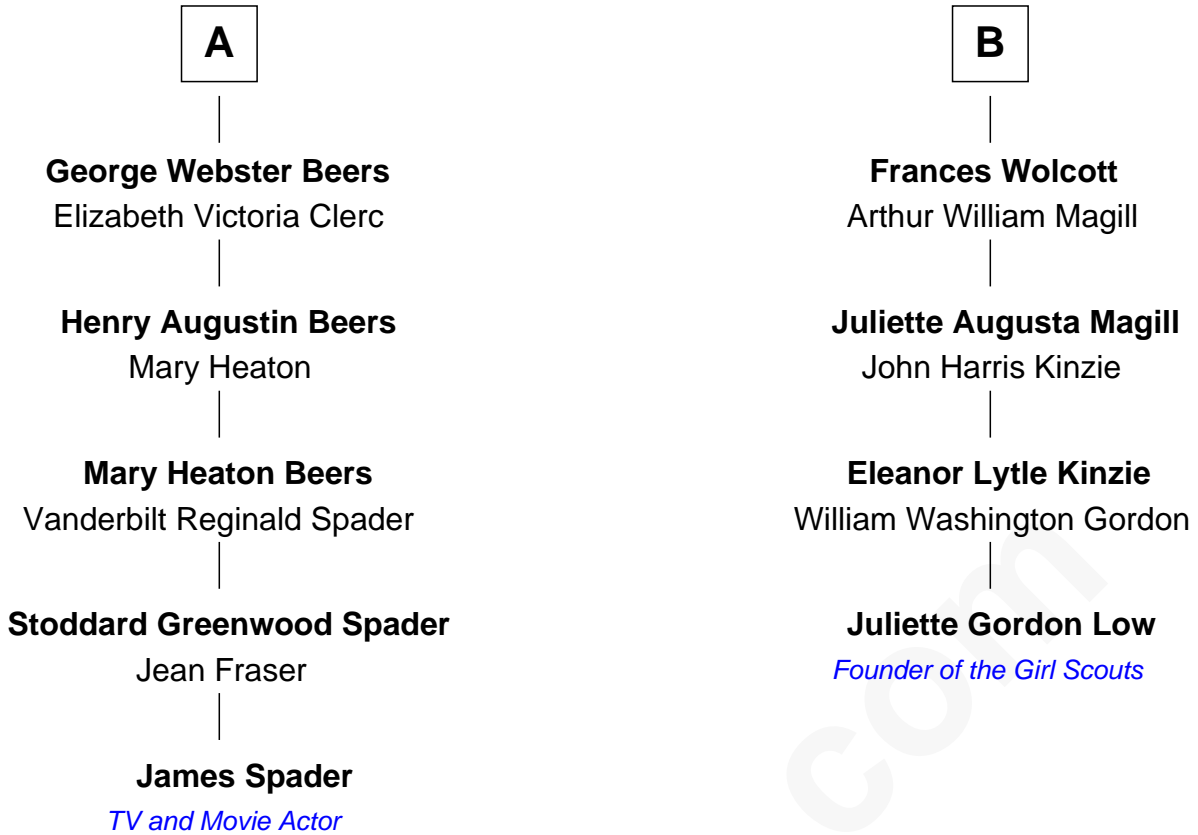 A
George Webster Beers
Elizabeth Victoria Clerc
Henry Augustin Beers
Mary Heaton
Mary Heaton Beers
Vanderbilt Reginald Spader
Stoddard Greenwood Spader
Jean Fraser
James Spader
TV and Movie Actor
B
Frances Wolcott
Arthur William Magill
Juliette Augusta Magill
John Harris Kinzie
Eleanor Lytle Kinzie
William Washington Gordon
Juliette Gordon Low
Founder of the Girl Scouts
com